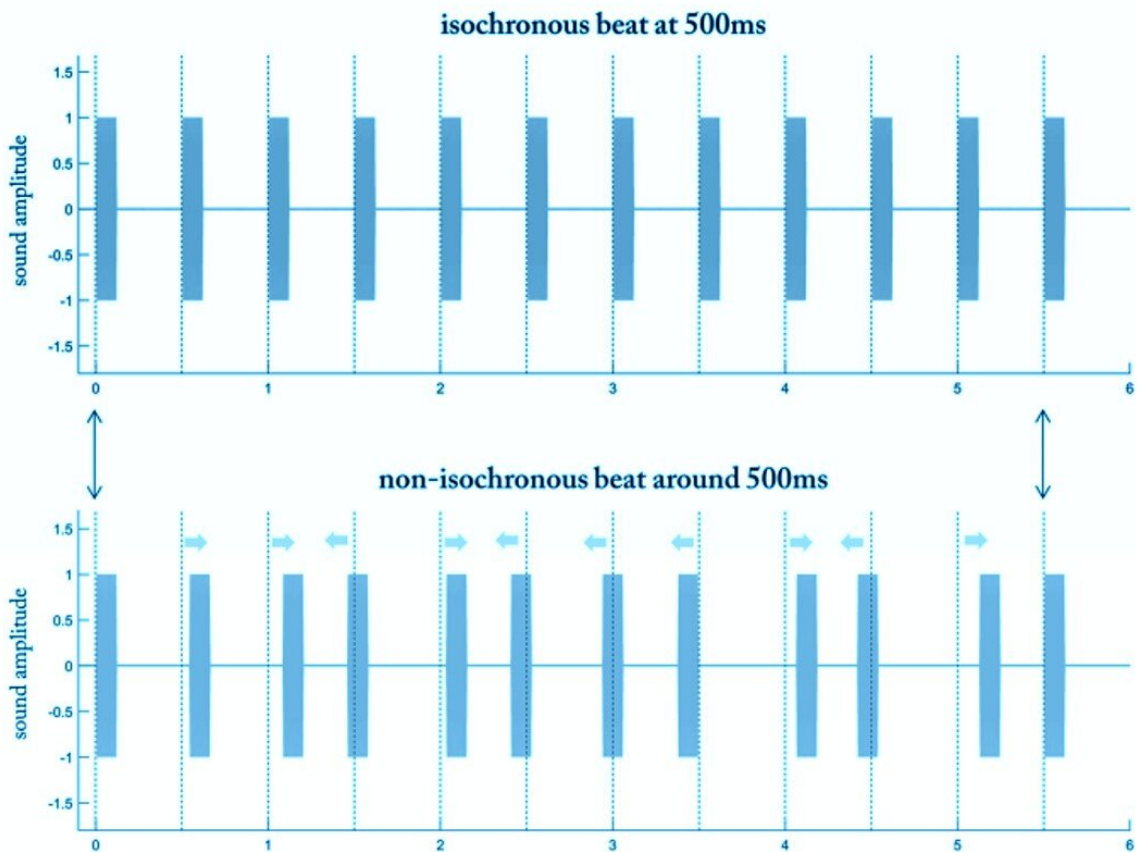 isochronous beat at 500ms
1.5
1
0.5
0
-0.5
-1
-1.5
sound amplitude
0 1 2 3 4 5 6
non-isochronous beat around 500ms
1.5
1
0.5
0
-0.5
-1
-1.5
sound amplitude
0 1 2 3 4 5 6